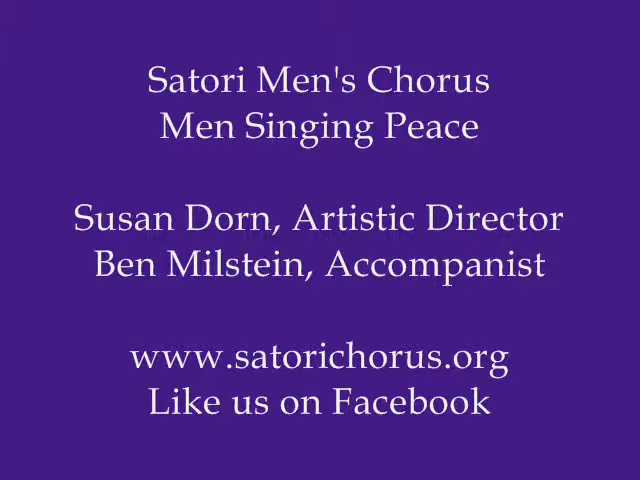 Satori Men's Chorus
Men Singing Peace
Susan Dorn, Artistic Director
Ben Milstein, Accompanist
www.satorichorus.org
Like us on Facebook